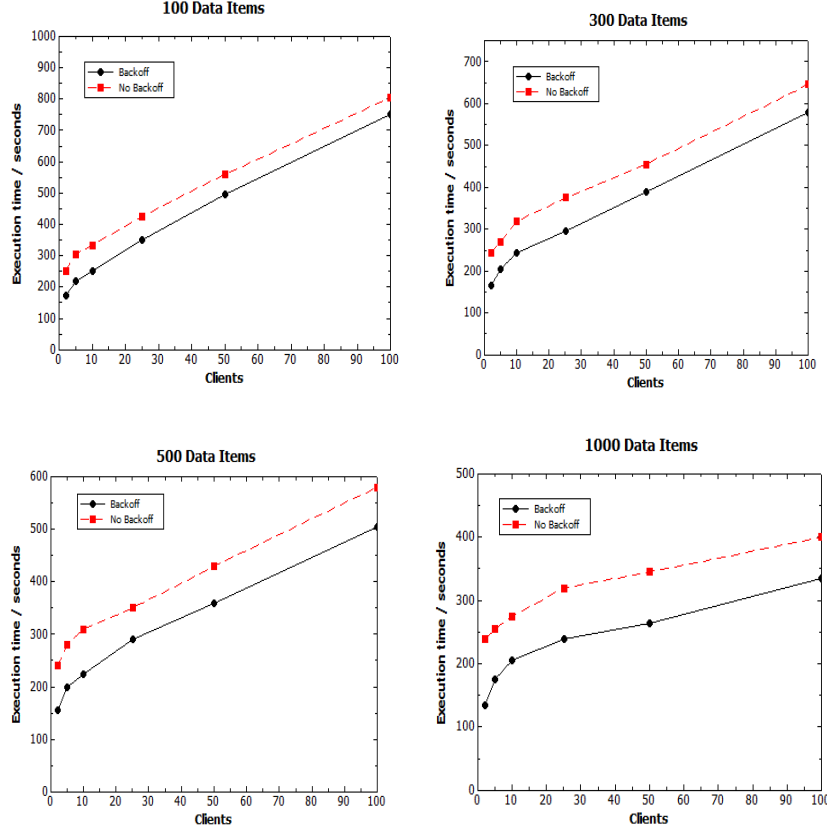 100 Data Items
1000
900
800
700
600
500
400
300
200
100
0
Execution time / seconds
Backoff
No Backoff
0 10 20 30 40 50 60 70 80 90 100
Clients
300 Data Items
700
600
500
400
300
200
100
0
Execution time / seconds
Backoff
No Backoff
0 10 20 30 40 50 60 70 80 90 100
Clients
500 Data Items
600
500
400
300
200
100
0
Execution time / seconds
Backoff
No Backoff
0 10 20 30 40 50 60 70 80 90 100
Clients
1000 Data Items
500
400
300
200
100
0
Execution time / seconds
Backoff
No Backoff
0 10 20 30 40 50 60 70 80 90 100
Clients